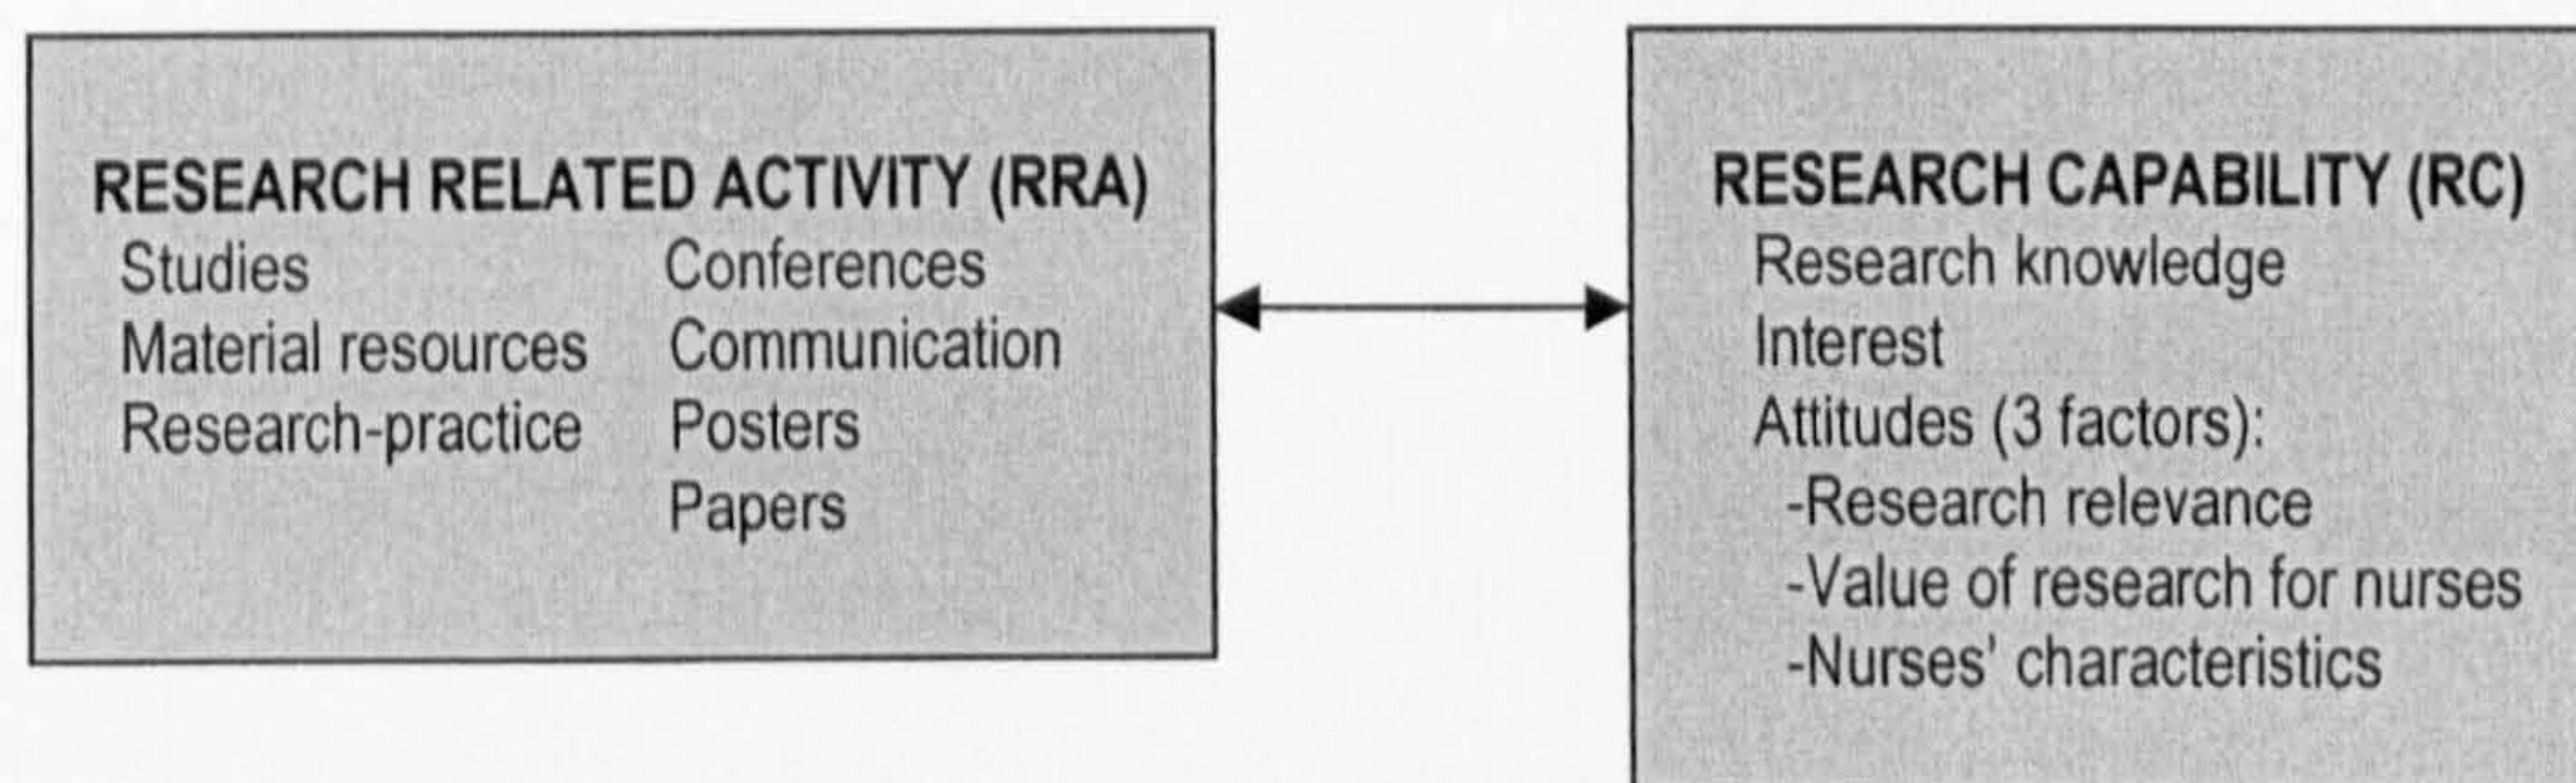 RESEARCH RELATED ACTIVITY (RRA)
Studies
Material resources
Research-practice
Conferences
Communication
Posters
Papers
RESEARCH CAPABILITY (RC)
Research knowledge
Interest
Attitudes (3 factors):
-Research relevance
-Value of research for nurses
-Nurses' characteristics